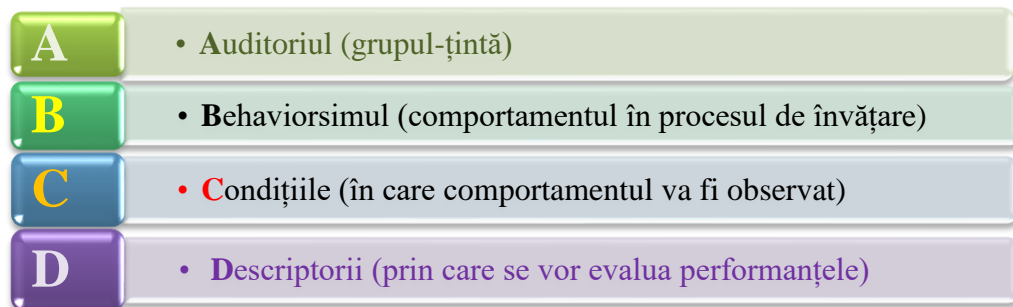 A • Auditoriul (grupul-țintă)
B • Behaviorsimul (comportamentul în procesul de învățare)
C • Condițiile (în care comportamentul va fi observat)
D • Descriptorii (prin care se vor evalua performanțele)